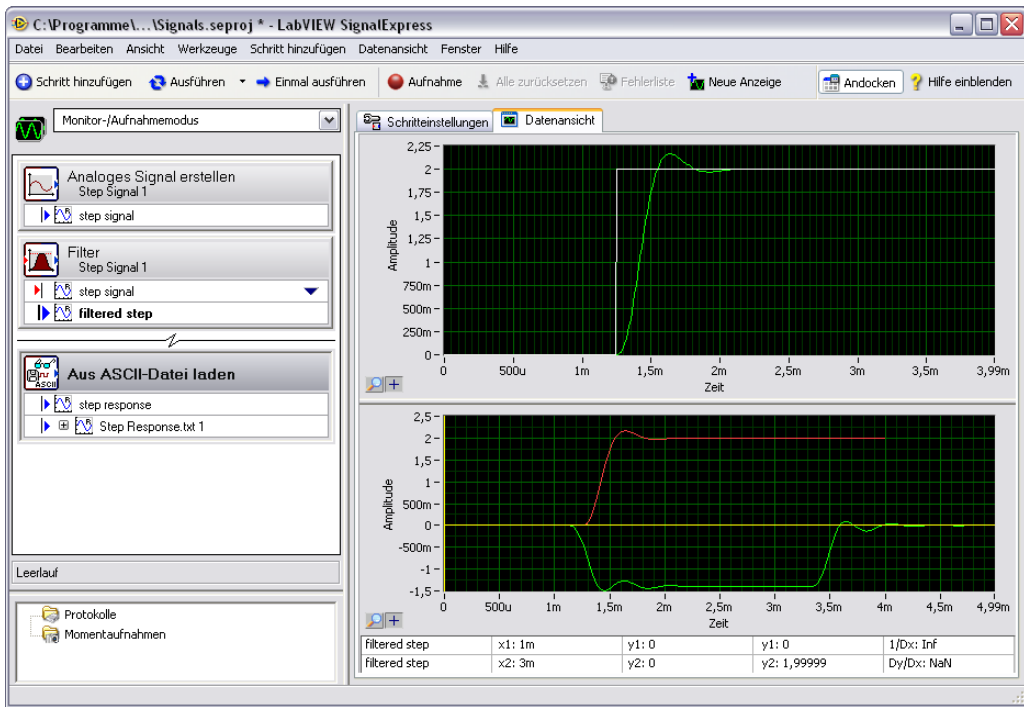 C:\Programme\...\Signals.seproj * - LabVIEW SignalExpress
Datei Bearbeiten Ansicht Werkzeuge Schritt hinzufügen Datenansicht Fenster Hilfe
Schritt hinzufügen Ausführen Einmal ausführen Aufnahme Alle zurücksetzen Fehlerliste Neue Anzeige Andocken Hilfe einblenden
Monitor-/Aufnahmemodus
Analoges Signal erstellen
Step Signal 1
step signal
Filter
Step Signal 1
step signal
filtered step
ASCII
Aus ASCII-Datei laden
step response
Step Response.txt 1
Leerlauf
Protokolle
Momentaufnahmen
Schritteinstellungen Datenansicht
Amplitude
2,25
2
1,75
1,5
1,25
1
750m
500m
250m
0
0 500u 1m 1,5m 2m 2,5m 3m 3,5m 3,99m
Zeit
Amplitude
2,5
2
1,5
1
500m
0
-500m
-1
-1,5
0 500u 1m 1,5m 2m 2,5m 3m 3,5m 4m 4,5m 4,99m
Zeit
filtered step x1: 1m y1: 0 y1: 0 1/Dx: Inf
filtered step x2: 3m y2: 0 y2: 1,99999 Dy/Dx: NaN